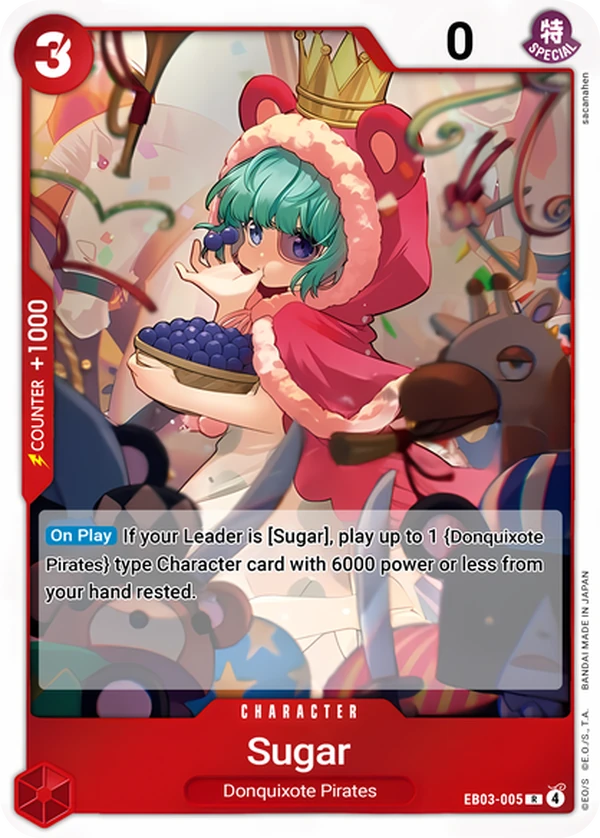 3
0
特
SPECIAL
sacanahen
COUNTER +1000
On Play If your Leader is [Sugar], play up to 1 {Donquixote
Pirates} type Character card with 6000 power or less from
your hand rested.
CHARACTER
Sugar
Donquixote Pirates
EB03-005 R 4
©E.O/S ©E.O./S., T.A. BANDAI MADE IN JAPAN